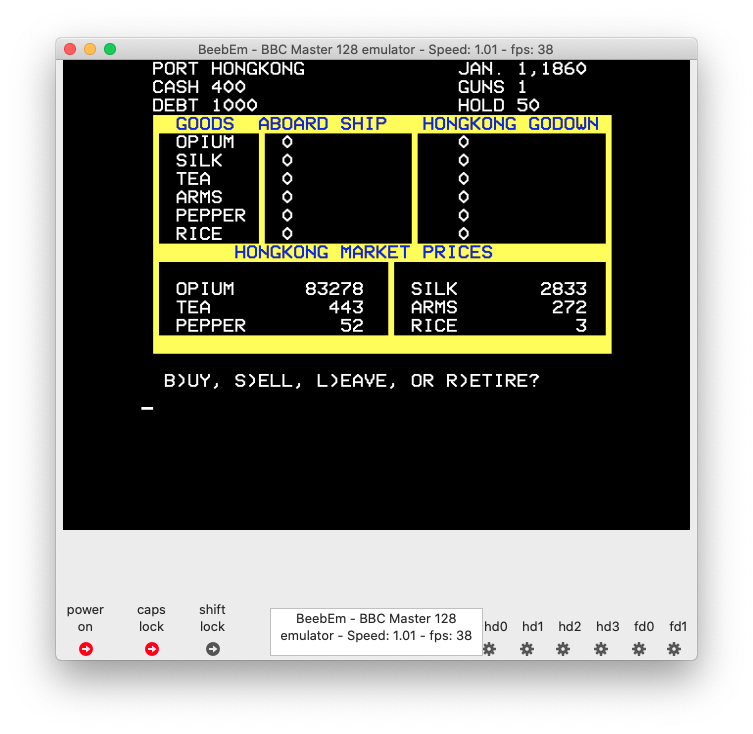 BeebEm - BBC Master 128 emulator - Speed: 1.01 - fps: 38
PORT HONGKONG JAN. 1,1860
CASH 400 GUNS 1
DEBT 1000 HOLD 50
GOODS ABOARD SHIP HONGKONG GODOWN
OPIUM 0 0
SILK 0 0
TEA 0 0
ARMS 0 0
PEPPER 0 0
RICE 0 0
HONGKONG MARKET PRICES
OPIUM 83278 SILK 2833
TEA 443 ARMS 272
PEPPER 52 RICE 3
B)UY, S)ELL, L)EAVE, OR R)ETIRE?
power on caps lock shift lock
BeebEm - BBC Master 128
emulator - Speed: 1.01 - fps: 38
hd0 hd1 hd2 hd3 fd0 fd1